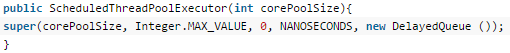 public ScheduledThreadPoolExecutor(int corePoolSize){
super(corePoolSize, Integer.MAX_VALUE, 0, NANOSECONDS, new DelayedQueue ());
}